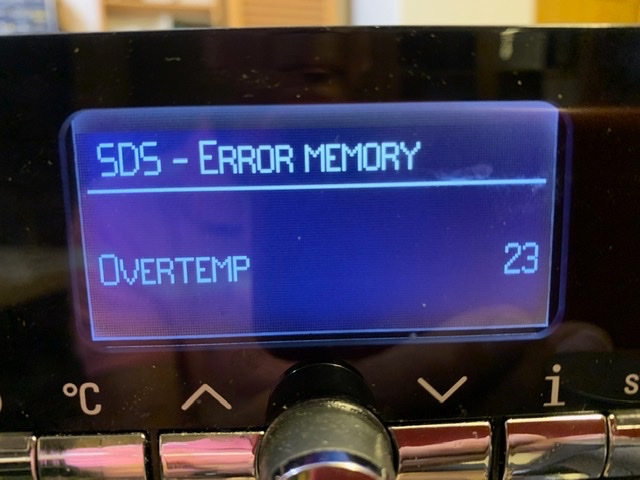 SDS - ERROR MEMORY
OVERTEMP 23
°C i s